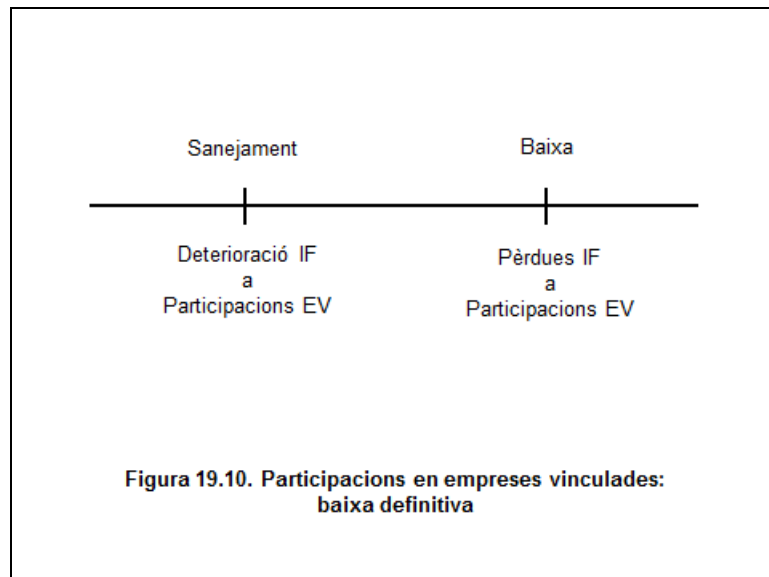 Sanejament
Baixa
Deterioració IF
a
Participacions EV
Pèrdues IF
a
Participacions EV
Figura 19.10. Participacions en empreses vinculades:
baixa definitiva